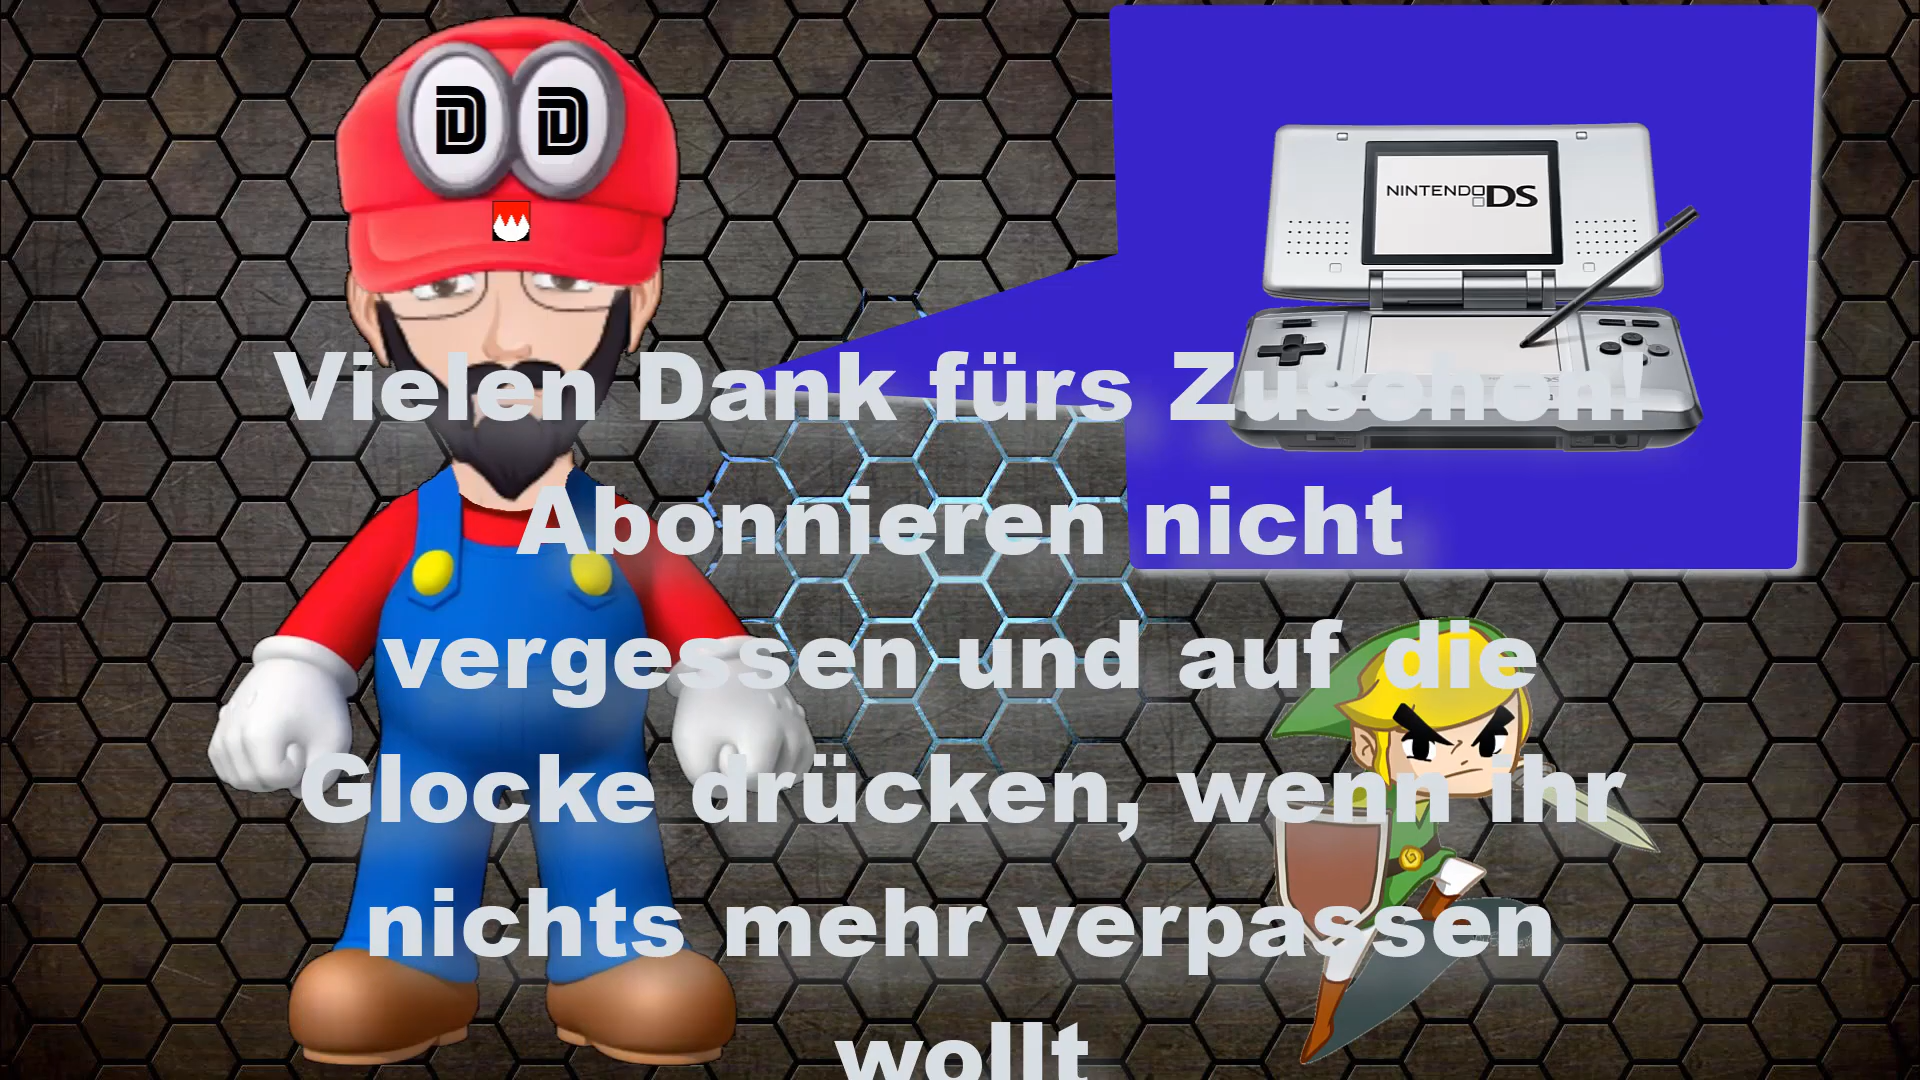 D D
NINTENDO DS
Vielen Dank fürs Zusehen!
Abonnieren nicht
vergessen und auf die
Glocke drücken, wenn ihr
nichts mehr verpassen
wollt